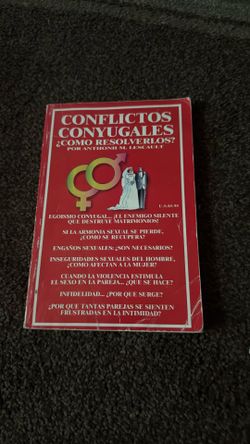 CONFLICTOS
CONYUGALES
¿COMO RESOLVERLOS?
POR ANTHONH M. LESCAULT
EGOISMO CONYUGAL... ¡EL ENEMIGO SILENTE
QUE DESTRUYE MATRIMONIOS!
SI LA ARMONIA SEXUAL SE PIERDE,
¿COMO SE RECUPERA?
ENGAÑOS SEXUALES: ¿SON NECESARIOS?
INSEGURIDADES SEXUALES DEL HOMBRE,
¿COMO AFECTAN A LA MUJER?
CUANDO LA VIOLENCIA ESTIMULA
EL SEXO EN LA PAREJA... ¿QUE SE HACE?
INFIDELIDAD... ¿POR QUE SURGE?
¿POR QUE TANTAS PAREJAS SE SIENTEN
FRUSTRADAS EN LA INTIMIDAD?